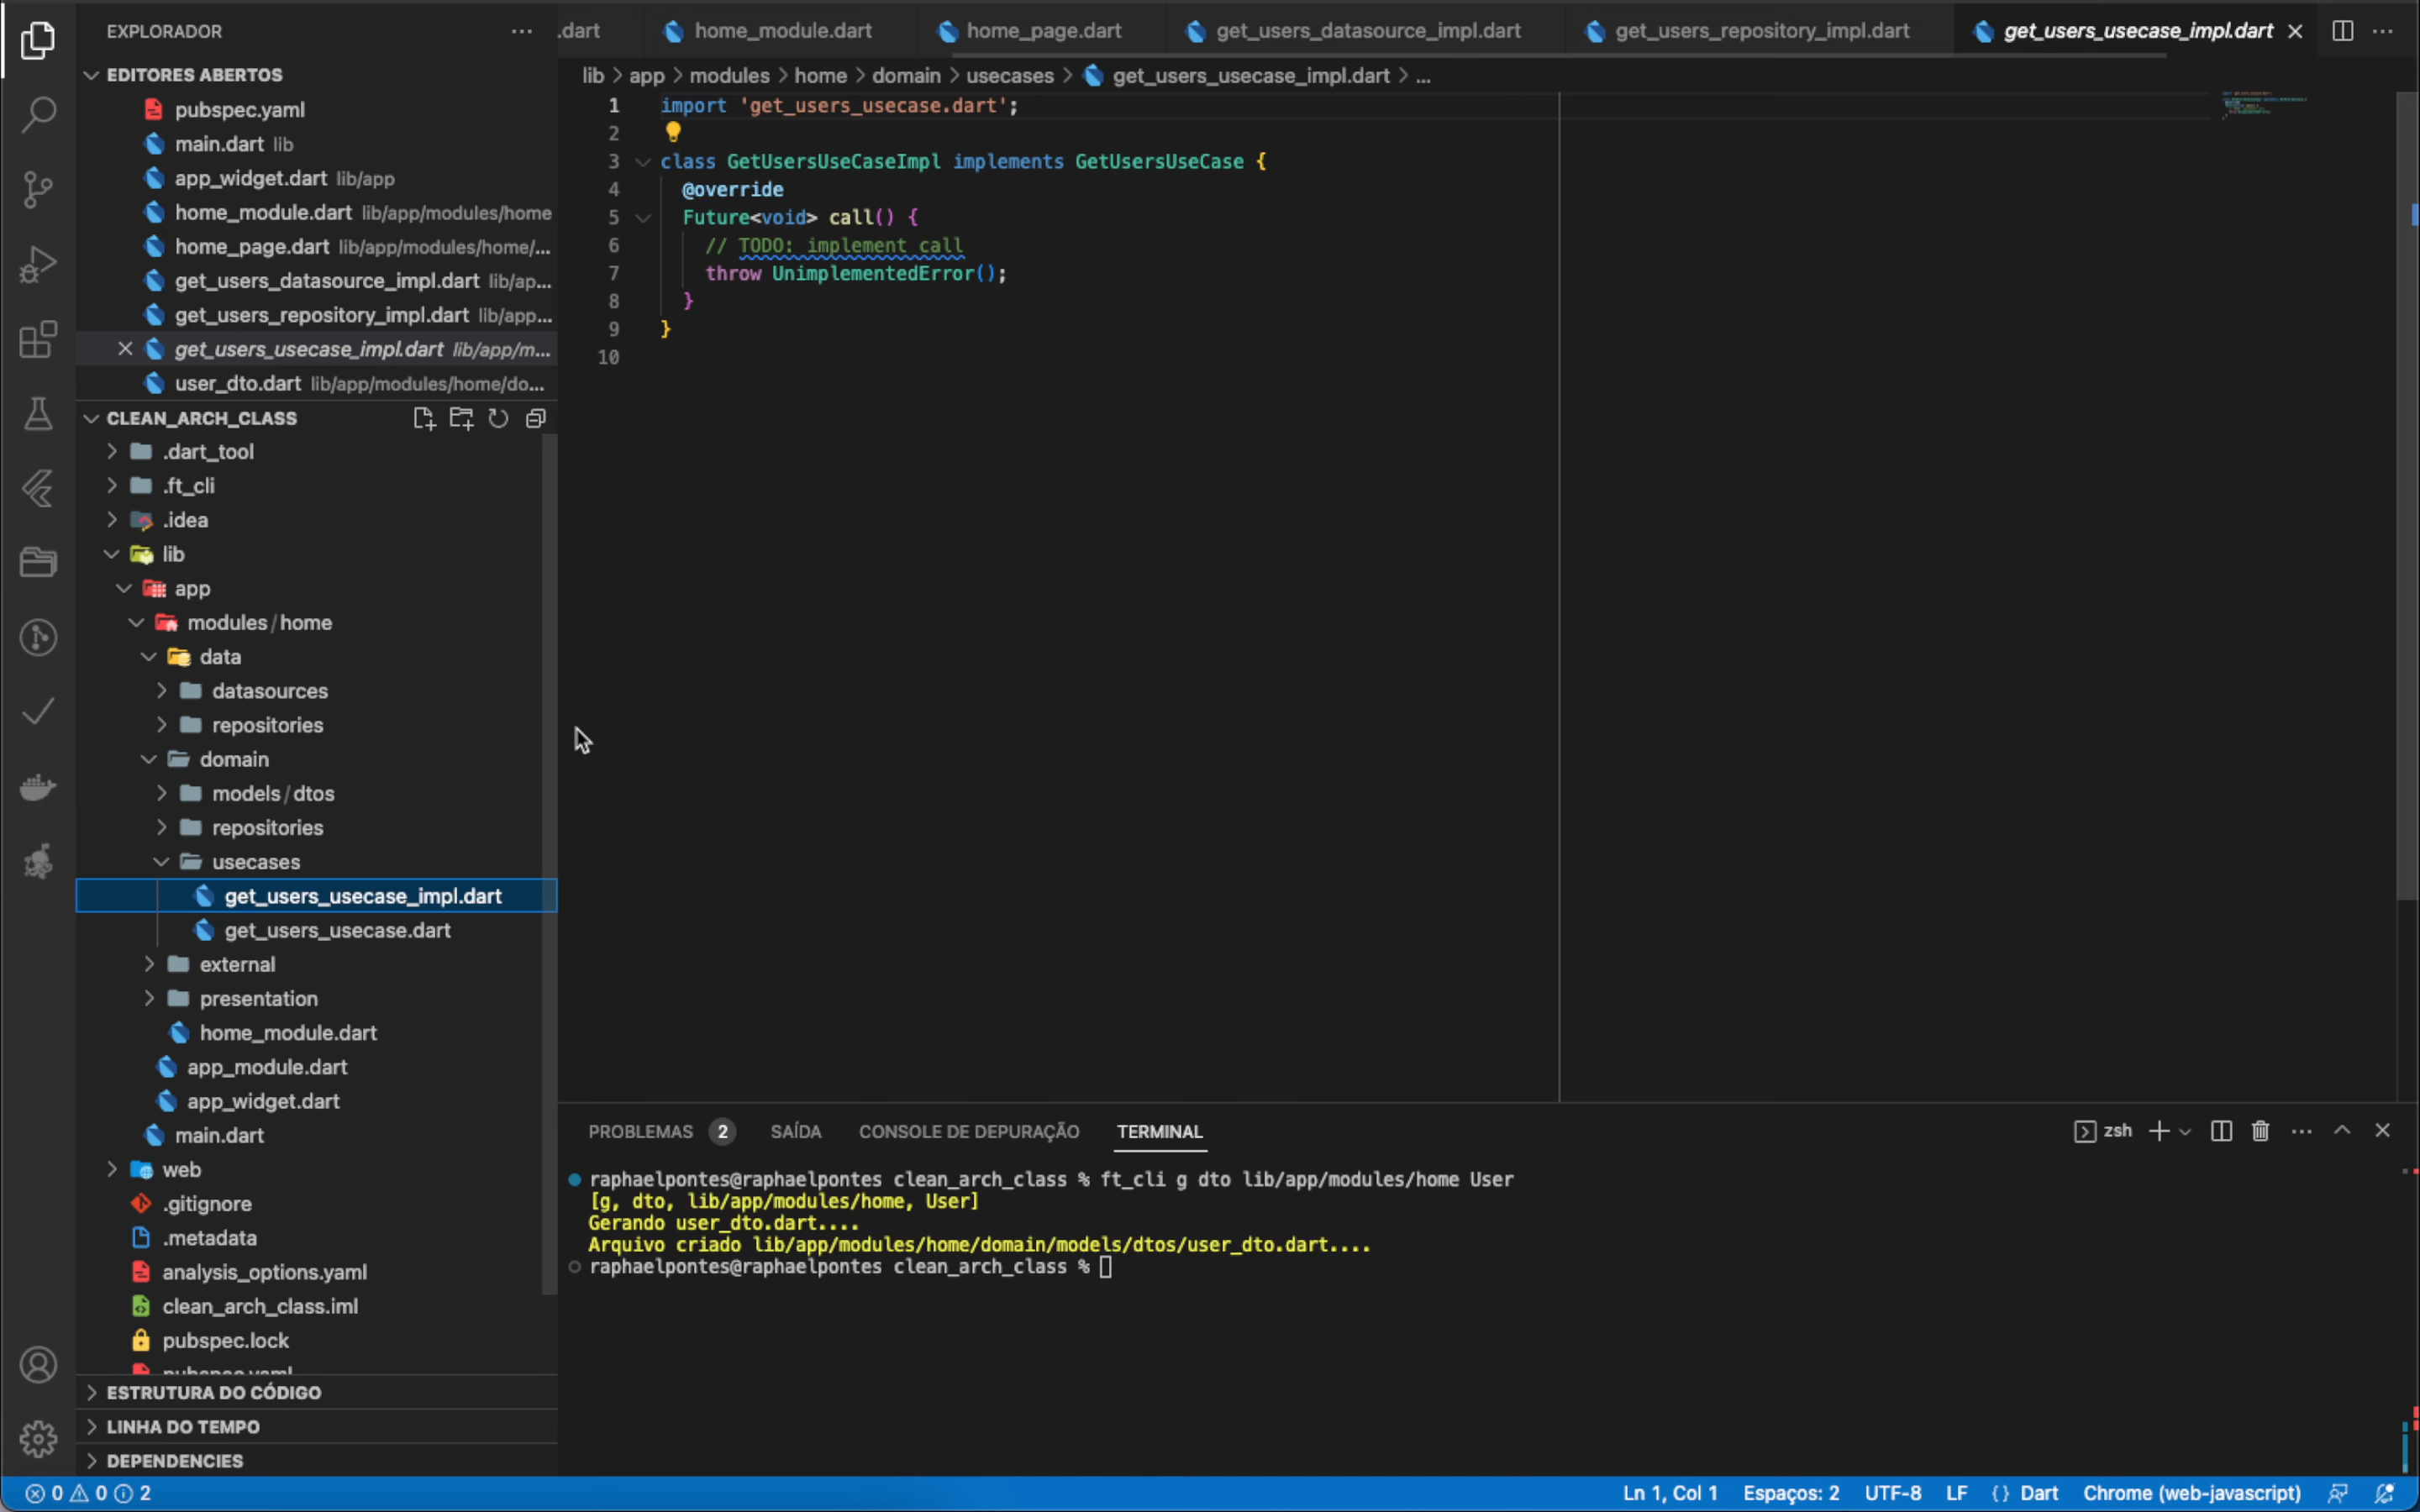 EXPLORADOR
EDITORES ABERTOS
pubspec.yaml
main.dart lib
app_widget.dart lib/app
home_module.dart lib/app/modules/home
home_page.dart lib/app/modules/home/...
get_users_datasource_impl.dart lib/ap...
get_users_repository_impl.dart lib/app...
get_users_usecase_impl.dart lib/app/m...
user_dto.dart lib/app/modules/home/do...
CLEAN_ARCH_CLASS
.dart_tool
.ft_cli
.idea
lib
app
modules/home
data
datasources
repositories
domain
models/dtos
repositories
usecases
get_users_usecase_impl.dart
get_users_usecase.dart
external
presentation
home_module.dart
app_module.dart
app_widget.dart
main.dart
web
.gitignore
.metadata
analysis_options.yaml
clean_arch_class.iml
pubspec.lock
pubspec.yaml
ESTRUTURA DO CÓDIGO
LINHA DO TEMPO
DEPENDENCIES
.dart home_module.dart home_page.dart get_users_datasource_impl.dart get_users_repository_impl.dart get_users_usecase_impl.dart
lib > app > modules > home > domain > usecases > get_users_usecase_impl.dart > ...
1 import 'get_users_usecase.dart';
2
3 class GetUsersUseCaseImpl implements GetUsersUseCase {
4 @override
5 Future<void> call() {
6 // TODO: implement call
7 throw UnimplementedError();
8 }
9 }
10
PROBLEMAS 2 SAÍDA CONSOLE DE DEPURAÇÃO TERMINAL zsh
raphaelpontes@raphaelpontes clean_arch_class % ft_cli g dto lib/app/modules/home User
[g, dto, lib/app/modules/home, User]
Gerando user_dto.dart....
Arquivo criado lib/app/modules/home/domain/models/dtos/user_dto.dart....
raphaelpontes@raphaelpontes clean_arch_class %
0 0 2 Ln 1, Col 1 Espaços: 2 UTF-8 LF {} Dart Chrome (web-javascript)